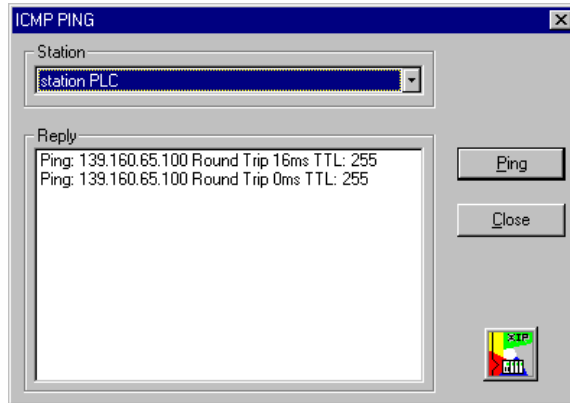 ICMP PING
Station
station PLC
Reply
Ping: 139.160.65.100 Round Trip 16ms TTL: 255
Ping: 139.160.65.100 Round Trip 0ms TTL: 255
Ping
Close
XIP